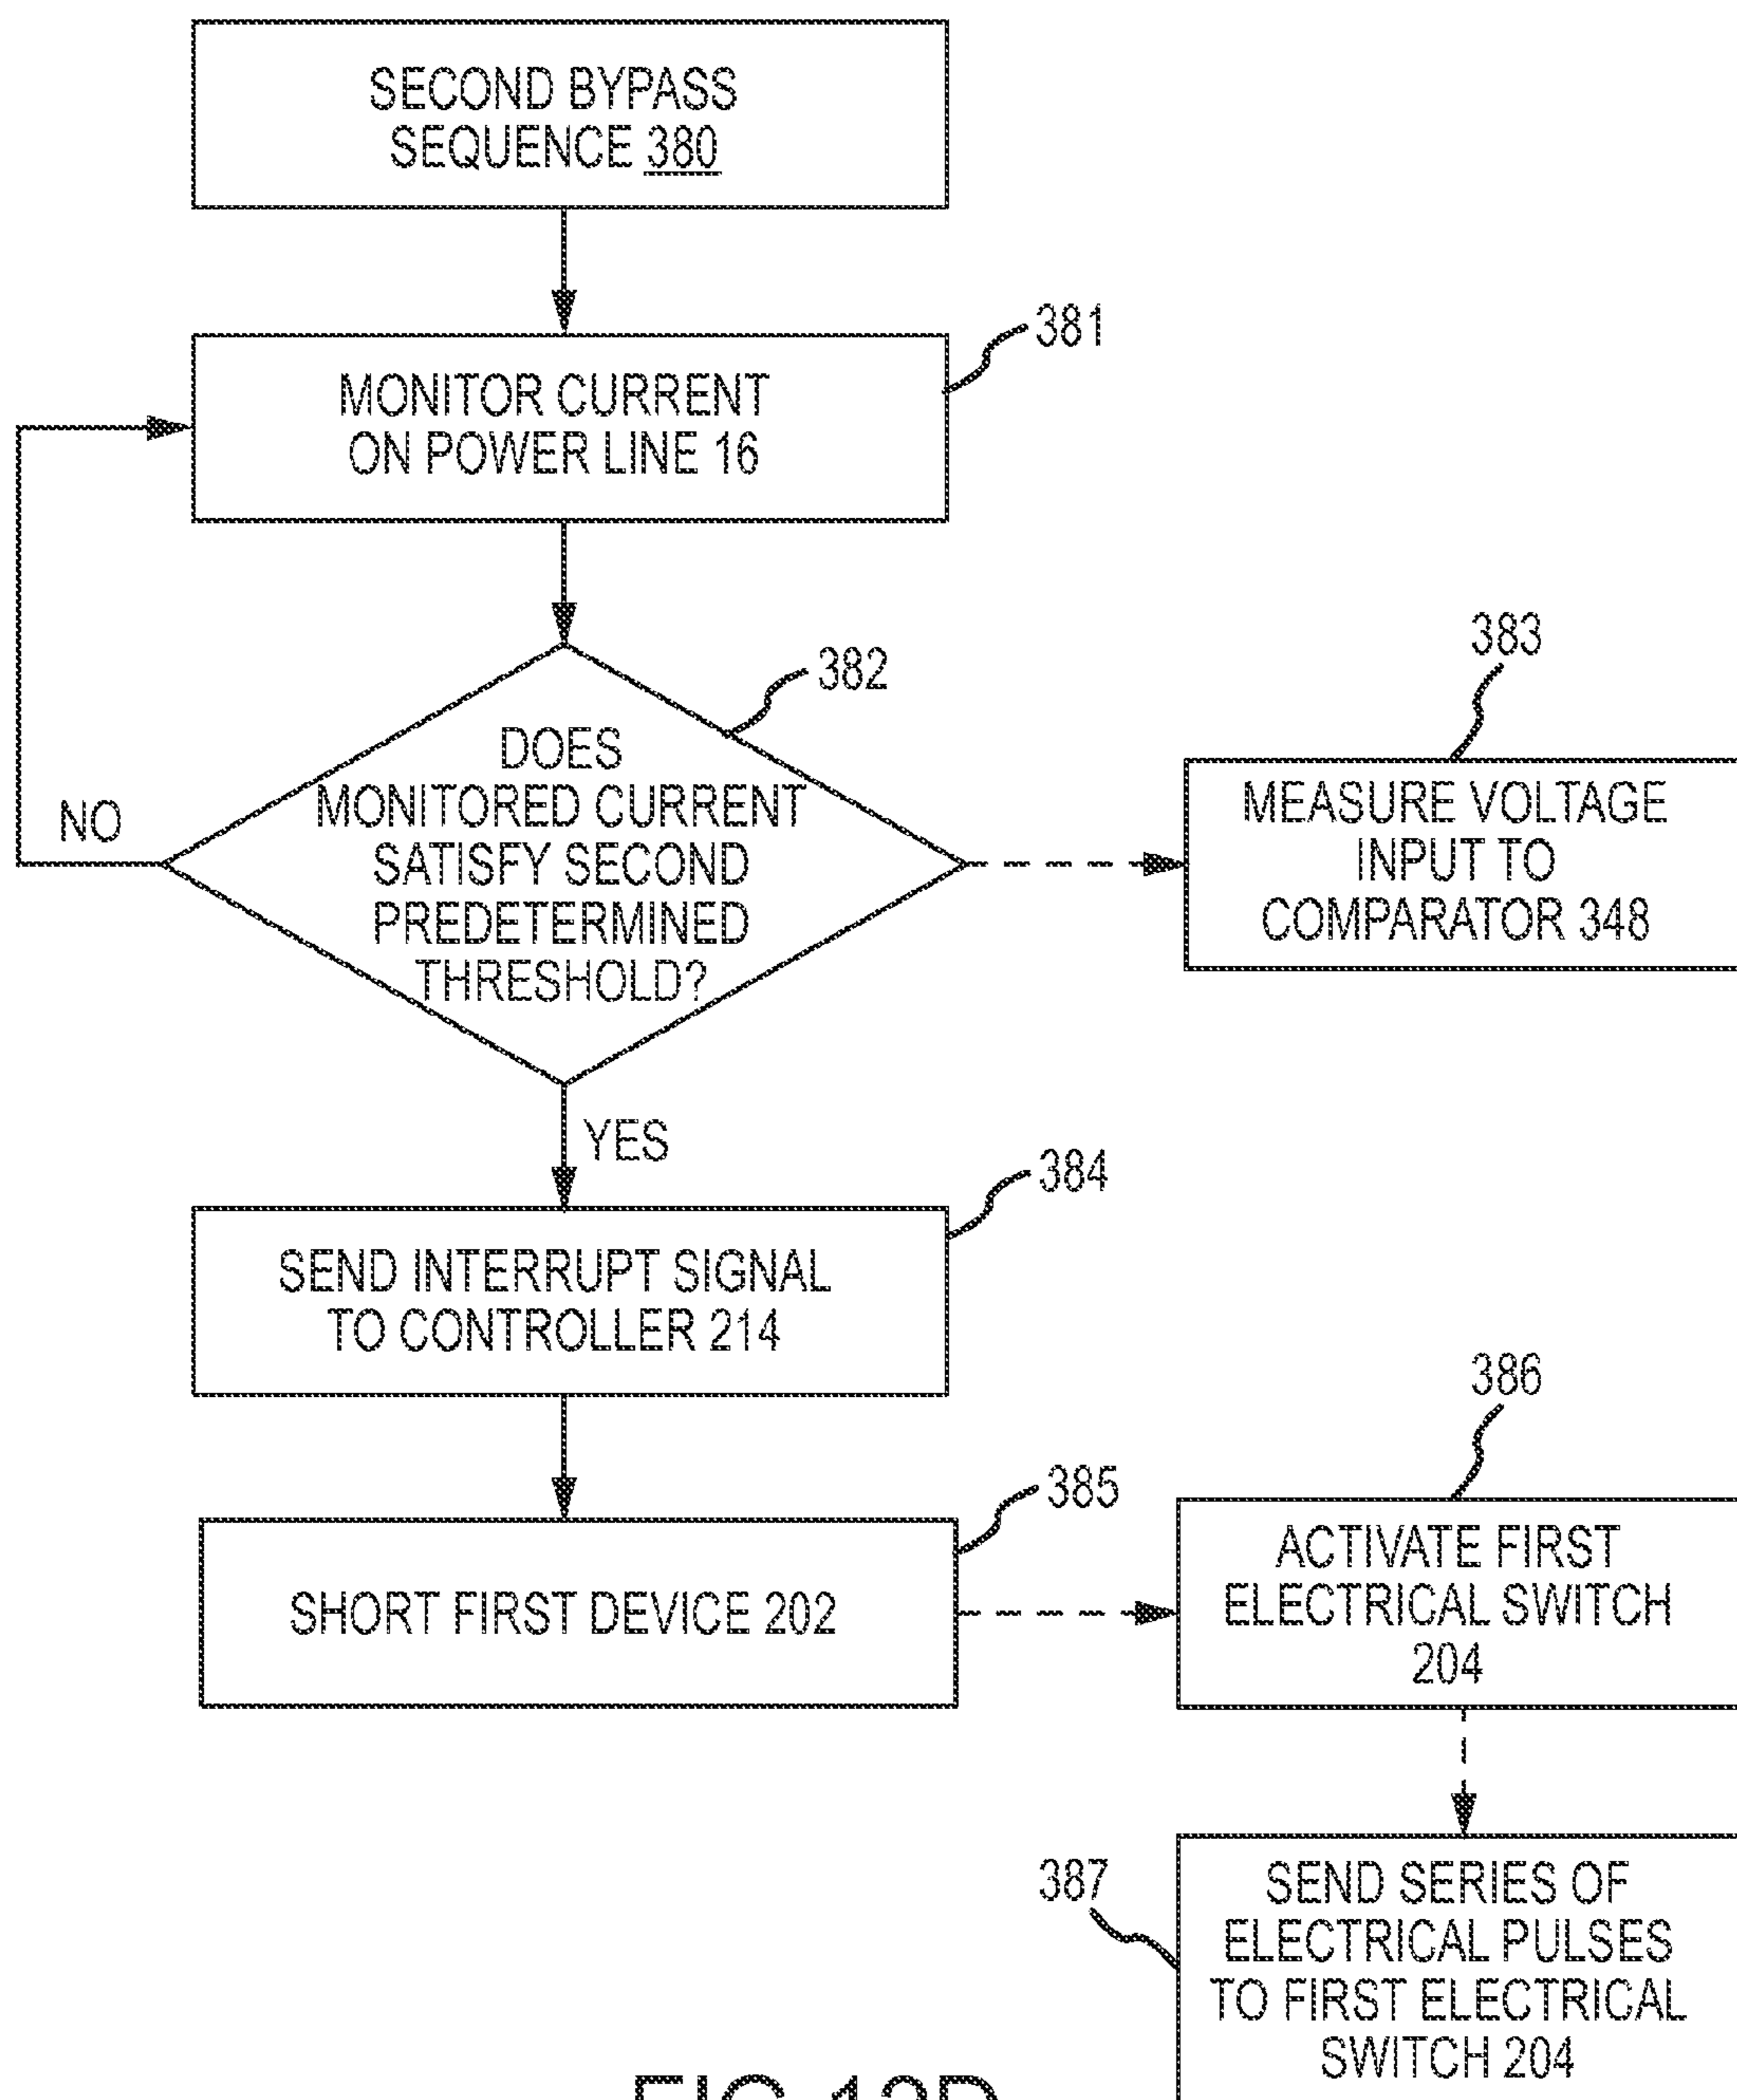 SECOND BYPASS
SEQUENCE 380
381
MONITOR CURRENT
ON POWER LINE 16
382
DOES
MONITORED CURRENT
SATISFY SECOND
PREDETERMINED
THRESHOLD?
NO
383
MEASURE VOLTAGE
INPUT TO
COMPARATOR 348
YES
384
SEND INTERRUPT SIGNAL
TO CONTROLLER 214
385
SHORT FIRST DEVICE 202
386
ACTIVATE FIRST
ELECTRICAL SWITCH
204
387
SEND SERIES OF
ELECTRICAL PULSES
TO FIRST ELECTRICAL
SWITCH 204